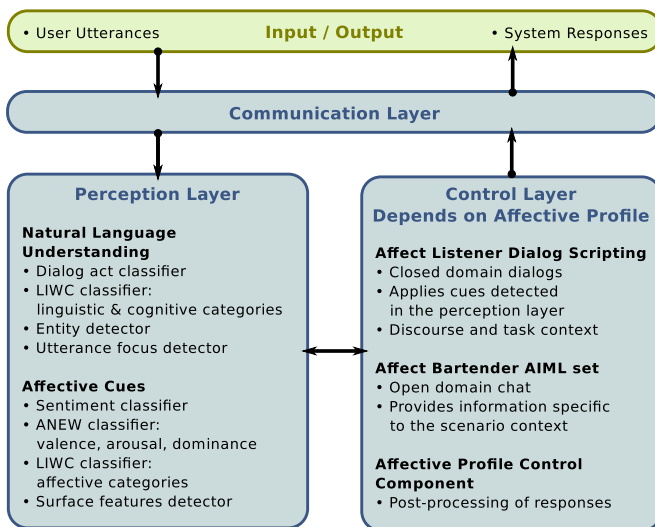 • User Utterances
Input / Output
• System Responses
Communication Layer
Perception Layer
Natural Language
Understanding
• Dialog act classifier
• LIWC classifier:
linguistic & cognitive categories
• Entity detector
• Utterance focus detector
Affective Cues
• Sentiment classifier
• ANEW classifier:
valence, arousal, dominance
• LIWC classifier:
affective categories
• Surface features detector
Control Layer
Depends on Affective Profile
Affect Listener Dialog Scripting
• Closed domain dialogs
• Applies cues detected
in the perception layer
• Discourse and task context
Affect Bartender AIML set
• Open domain chat
• Provides information specific
to the scenario context
Affective Profile Control
Component
• Post-processing of responses